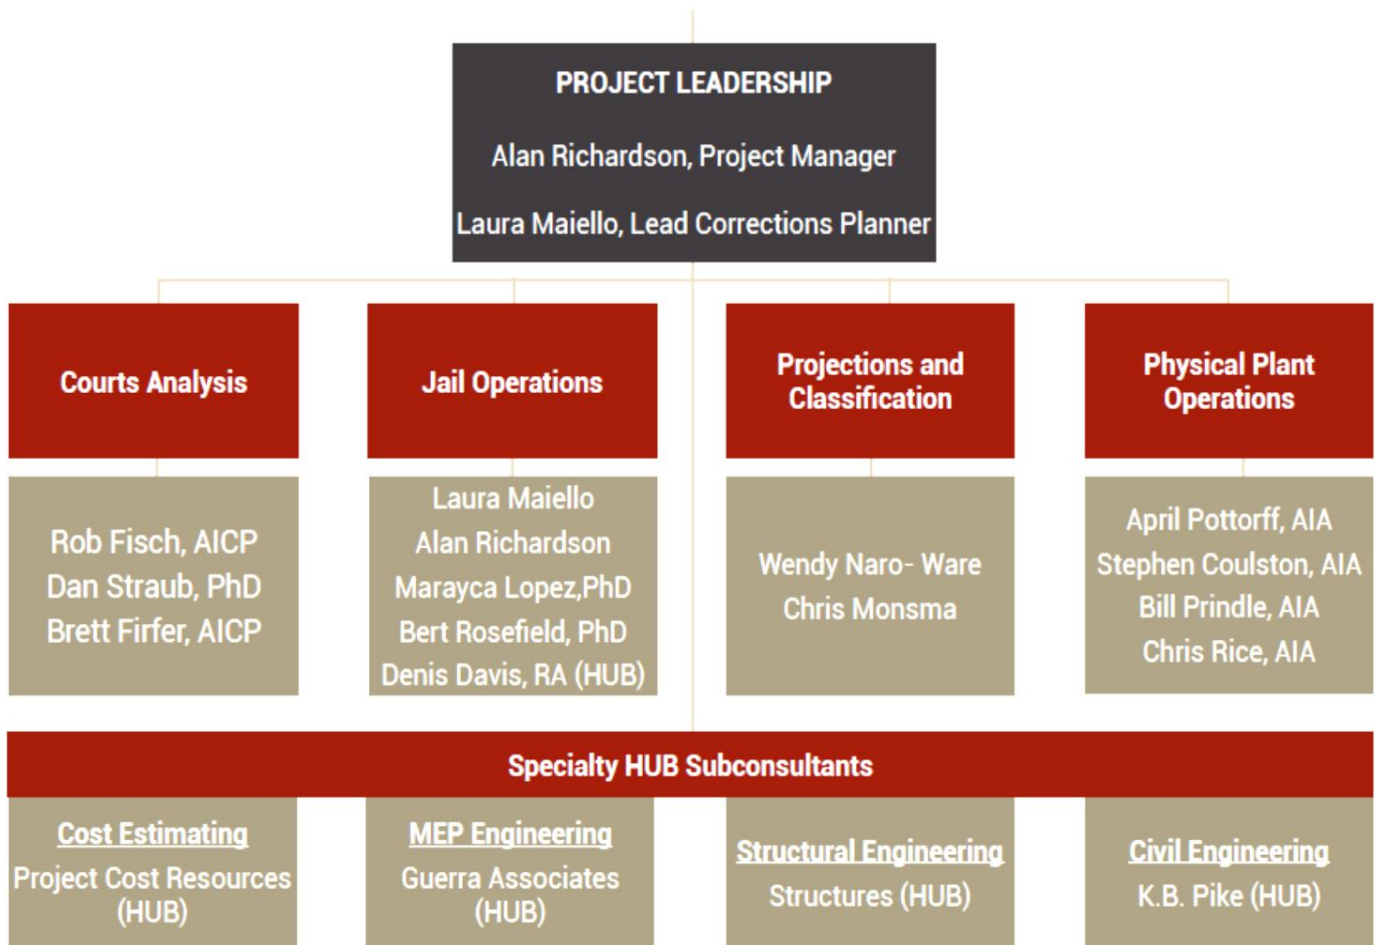 PROJECT LEADERSHIP
Alan Richardson, Project Manager
Laura Maiello, Lead Corrections Planner
Courts Analysis
Rob Fisch, AICP
Dan Straub, PhD
Brett Firfer, AICP
Jail Operations
Laura Maiello
Alan Richardson
Marayca Lopez,PhD
Bert Rosefield, PhD
Denis Davis, RA (HUB)
Projections and
Classification
Wendy Naro- Ware
Chris Monsma
Physical Plant
Operations
April Pottorff, AIA
Stephen Coulston, AIA
Bill Prindle, AIA
Chris Rice, AIA
Specialty HUB Subconsultants
Cost Estimating
Project Cost Resources
(HUB)
MEP Engineering
Guerra Associates
(HUB)
Structural Engineering
Structures (HUB)
Civil Engineering
K.B. Pike (HUB)